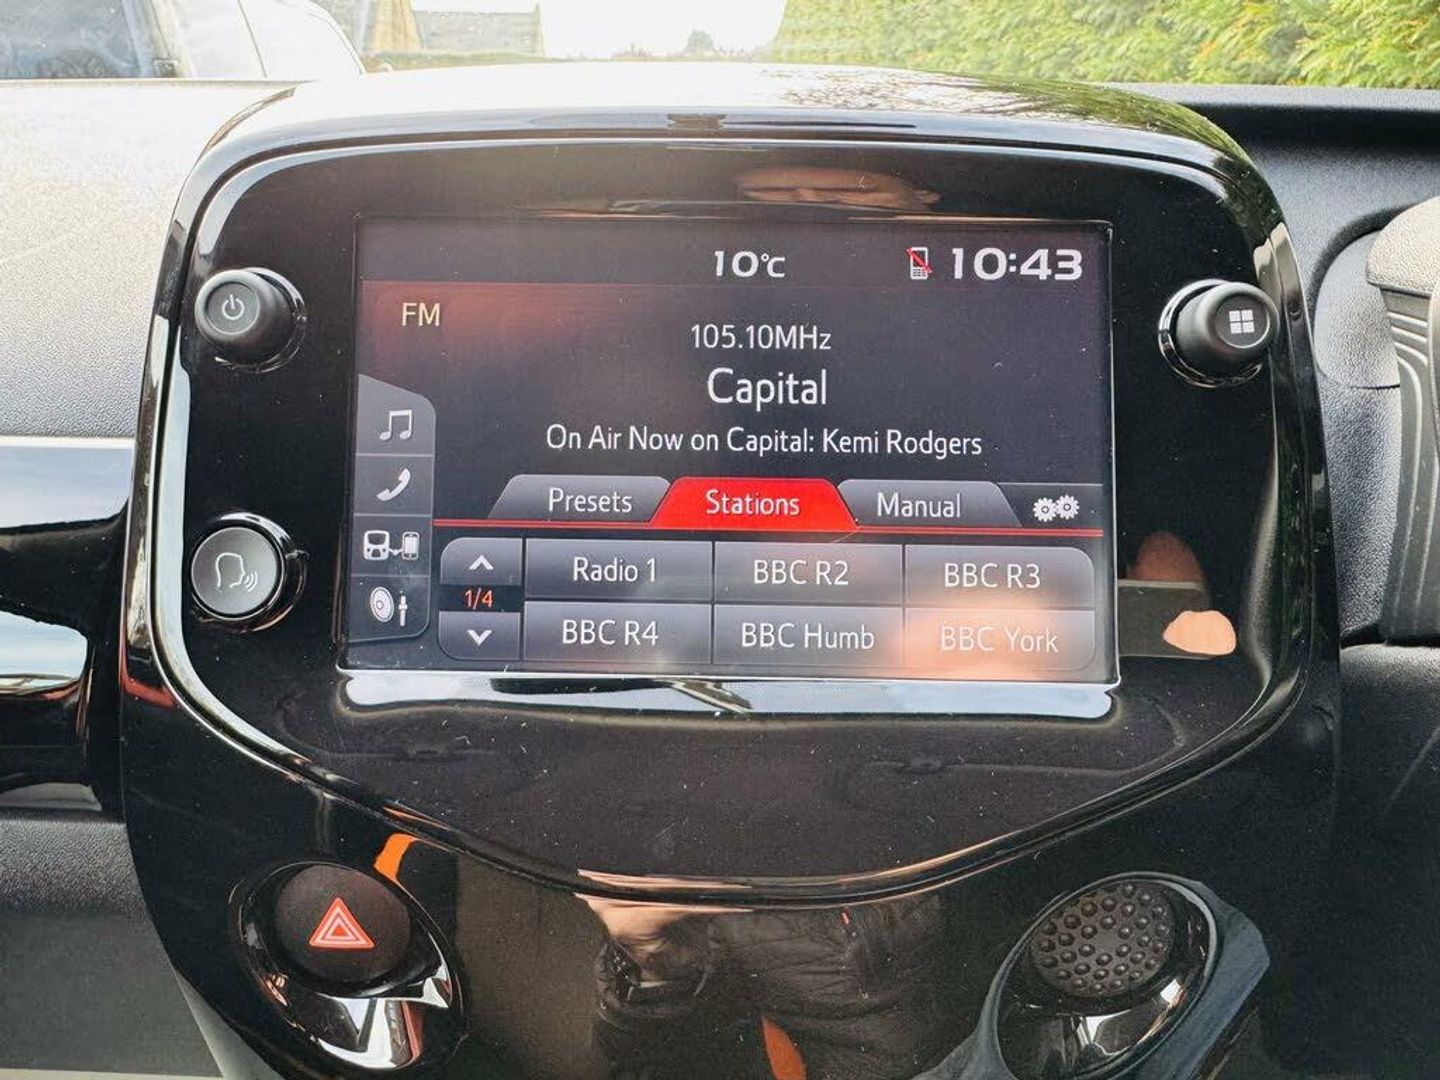 10°C 10:43
FM
105.10MHz
Capital
On Air Now on Capital: Kemi Rodgers
Presets Stations Manual
Radio 1 BBC R2 BBC R3
1/4
BBC R4 BBC Humb BBC York